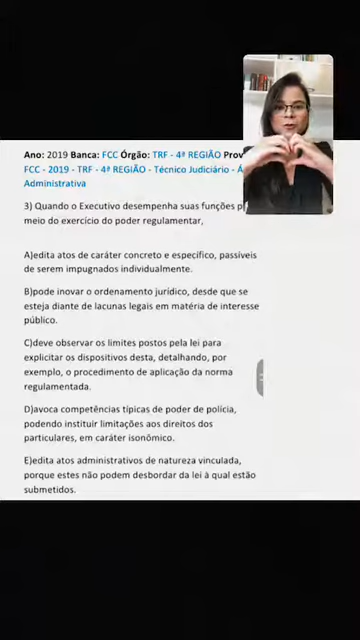 Ano: 2019 Banca: FCC Órgão: TRF - 4ª REGIÃO Prov
FCC - 2019 - TRF - 4ª REGIÃO - Técnico Judiciário - Á
Administrativa
3) Quando o Executivo desempenha suas funções p
meio do exercício do poder regulamentar,
A)edita atos de caráter concreto e específico, passíveis
de serem impugnados individualmente.
B)pode inovar o ordenamento jurídico, desde que se
esteja diante de lacunas legais em matéria de interesse
público.
C)deve observar os limites postos pela lei para
explicitar os dispositivos desta, detalhando, por
exemplo, o procedimento de aplicação da norma
regulamentada.
D)avoca competências típicas de poder de polícia,
podendo instituir limitações aos direitos dos
particulares, em caráter isonômico.
E)edita atos administrativos de natureza vinculada,
porque estes não podem desbordar da lei à qual estão
submetidos.